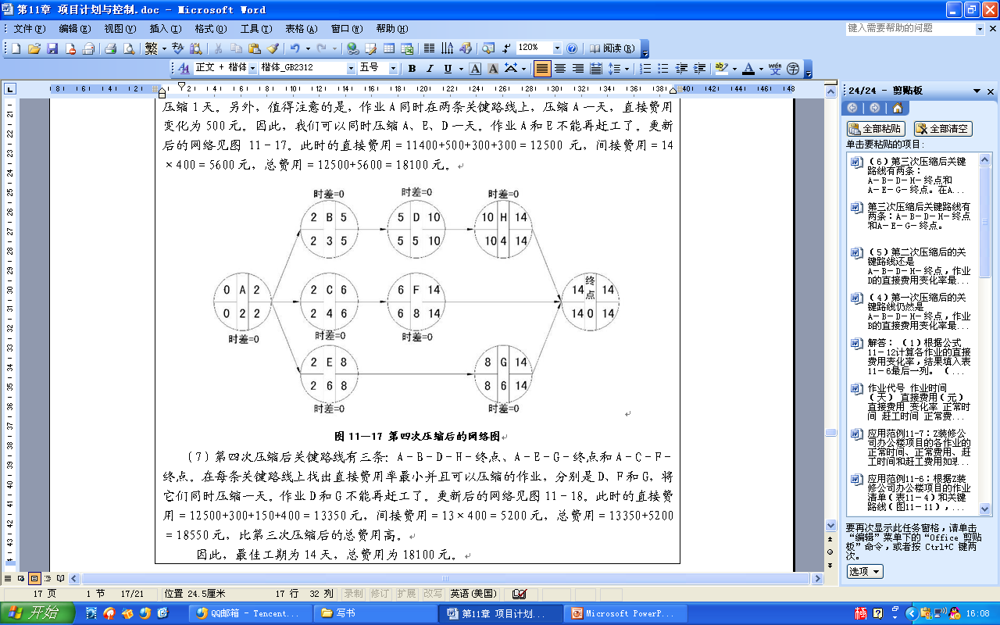 第11章 项目计划与控制.doc - Microsoft Word
文件(F) 编辑(E) 视图(V) 插入(I) 格式(O) 工具(T) 表格(A) 窗口(W) 帮助(H) 键入需要帮助的问题
繁 120% 阅读(R)
正文 + 楷体 楷体_GB2312 五号 B I U A A A
压缩 1 天。另外，值得注意的是，作业 A 同时在两条关键路线上，压缩 A 一天，直接费用
变化为 500 元。因此，我们可以同时压缩 A、E、D 一天。作业 A 和 E 不能再赶工了。更新
后的网络见图 11－17。此时的直接费用＝11400+500+300+300＝12500 元，间接费用＝14
×400＝5600 元，总费用＝12500+5600＝18100 元。
时差=0 时差=0 时差=0
2 B 5 5 D 10 10 H 14
2 3 5 5 5 10 10 4 14
0 A 2 2 C 6 6 F 14 14 终点 14
0 2 2 2 4 6 6 8 14 14 0 14
时差=0 时差=0 时差=0
2 E 8 8 G 14
2 6 8 8 6 14
时差=0 时差=0
图 11—17 第四次压缩后的网络图
（7）第四次压缩后关键路线有三条：A－B－D－H－终点、A－E－G－终点和 A－C－F－
终点。在每条关键路线上找出直接费用率最小并且可以压缩的作业，分别是 D、F 和 G，将
它们同时压缩一天。作业 D 和 G 不能再赶工了。更新后的网络见图 11－18。此时的直接费
用＝12500+300+150+400＝13350 元，间接费用＝13×400＝5200 元，总费用＝13350+5200
＝18550 元，比第三次压缩后的总费用高。
因此，最佳工期为 14 天，总费用为 18100 元。
24/24 - 剪贴板
全部粘贴 全部清空
单击要粘贴的项目:
（6）第三次压缩后关键
路线有两条：
A－B－D－H－终点和
A－E－G－终点。在A...
第三次压缩后关键路线有
两条：A－B－D－H－终点
和A－E－G－终点。
（5）第二次压缩后的关
键路线还是
A－B－D－H－终点，作业
D的直接费用变化率最...
（4）第一次压缩后的关
键路线仍然是
A－B－D－H－终点，作业
B的直接费用变化率最...
解答：（1）根据公式
11－12计算各作业的直接
费用变化率，结果填入表
11－6最后一列。（...
作业代号 作业时间
（天） 直接费用（元）
直接费用 变化率 正常时
间 赶工时间 正常费...
应用范例11-7：Z装修公
司办公楼项目的各作业的
正常时间、正常费用、赶
工时间和赶工费用如表...
应用范例11-6：根据Z装
修公司办公楼项目的作业
清单（表11－4）和关键
路线（图11－11），...
要再次显示此任务窗格，请单击
“编辑”菜单下的“Office 剪贴
板”命令，或者按 Ctrl+C 键两
次。
选项
17 页 1 节 17/21 位置 24.5厘米 17 行 32 列 录制 修订 扩展 改写 英语(美国)
开始 QQ邮箱 - Tencent... 写书 第11章 项目计划... Microsoft PowerP... 16:08